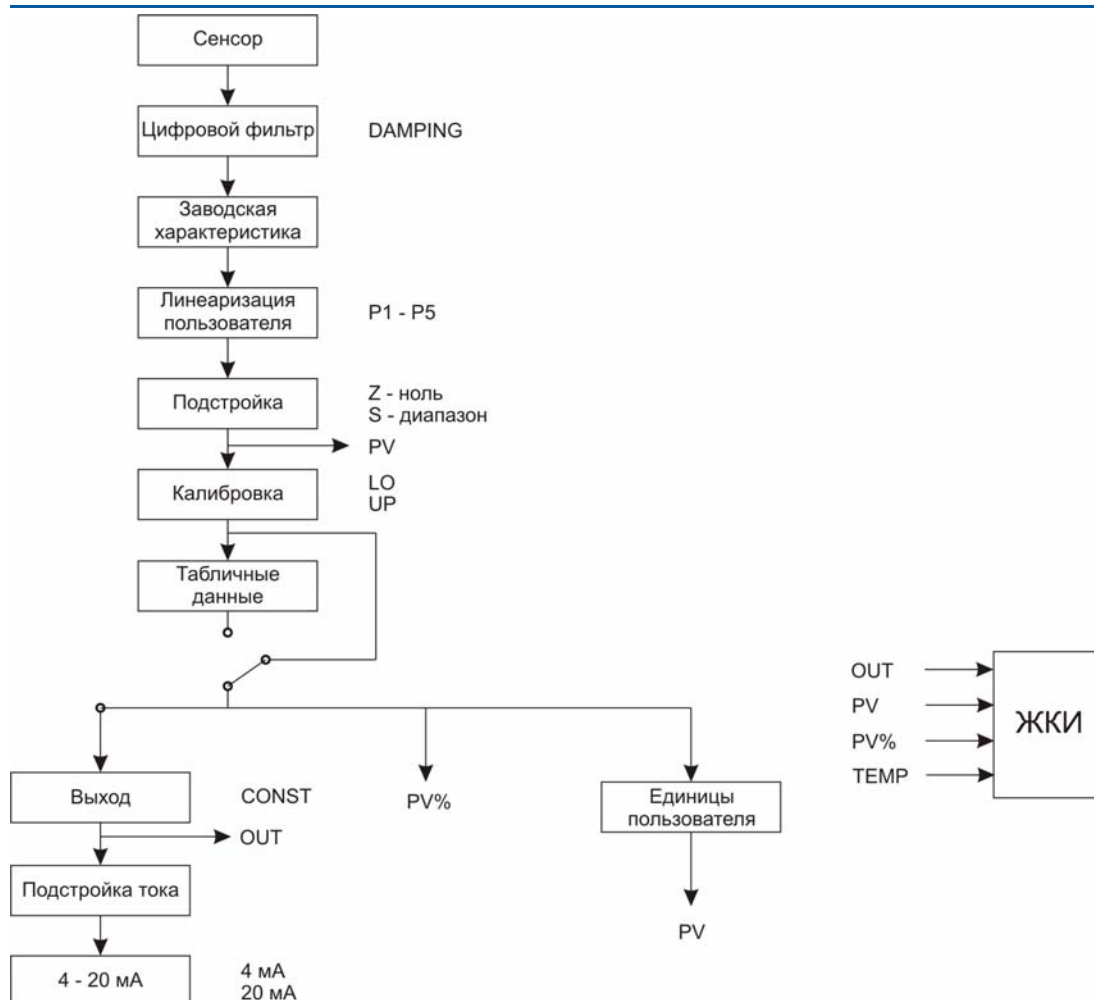 Сенсор
Цифровой фильтр
DAMPING
Заводская
характеристика
Линеаризация
пользователя
P1 - P5
Подстройка
Z - ноль
S - диапазон
PV
Калибровка
LO
UP
Табличные
данные
OUT
PV
PV%
TEMP
ЖКИ
Выход
CONST
PV%
Единицы
пользователя
OUT
Подстройка тока
PV
4 - 20 мА
4 мА
20 мА